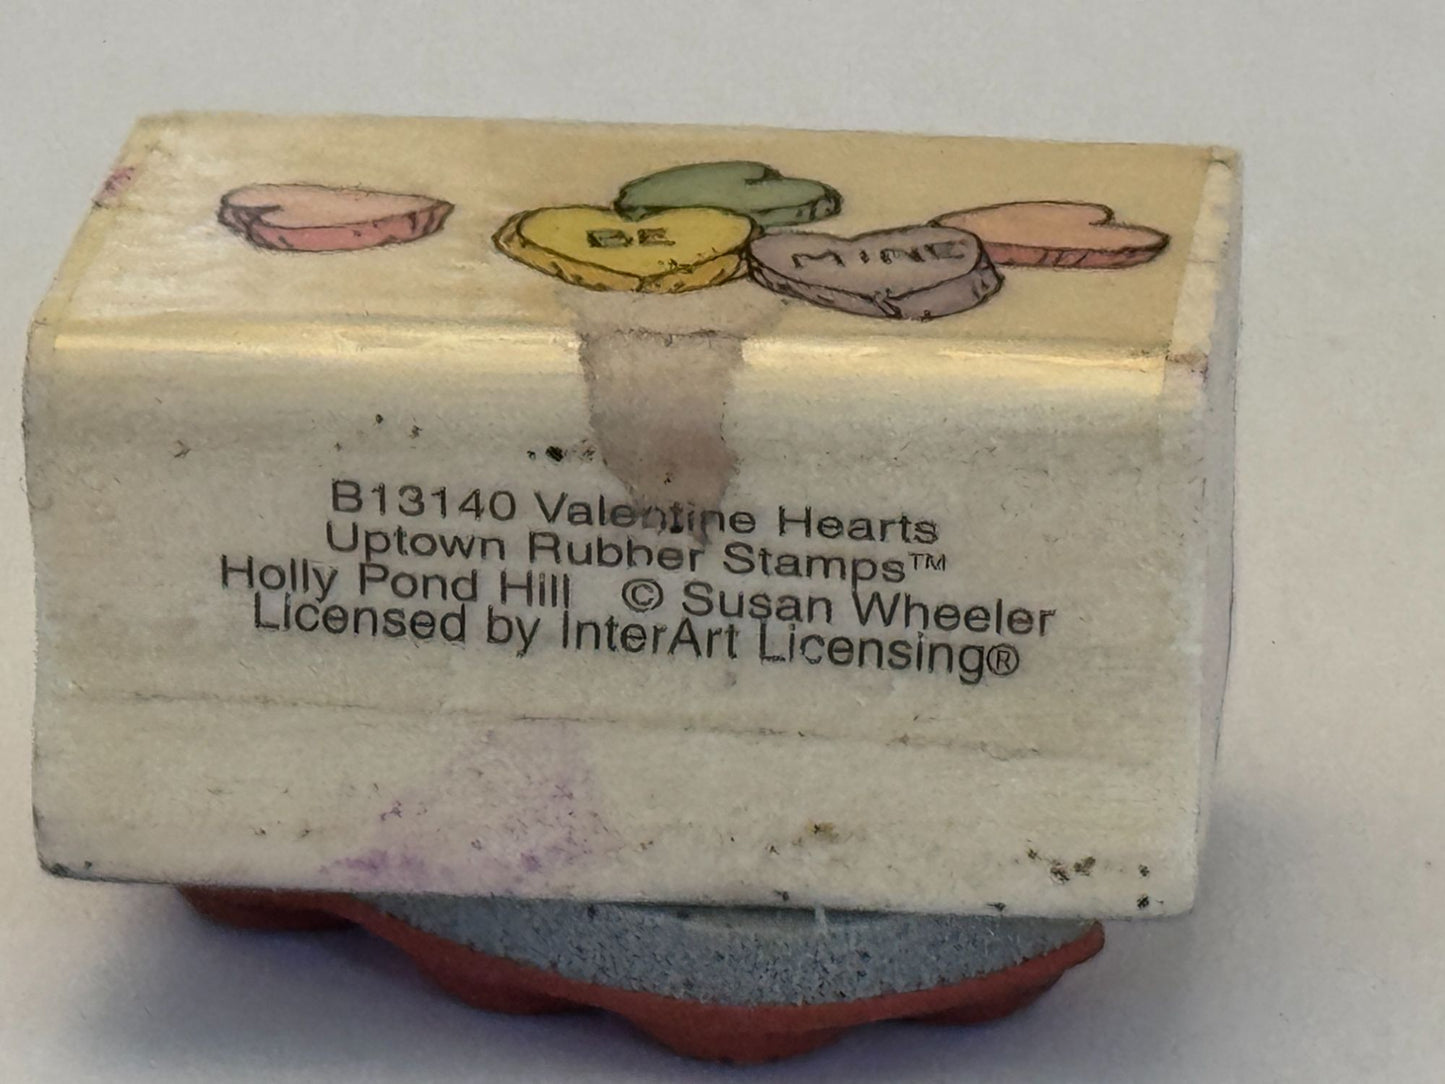 BE MINE
B13140 Valentine Hearts
Uptown Rubber Stamps™
Holly Pond Hill © Susan Wheeler
Licensed by InterArt Licensing®